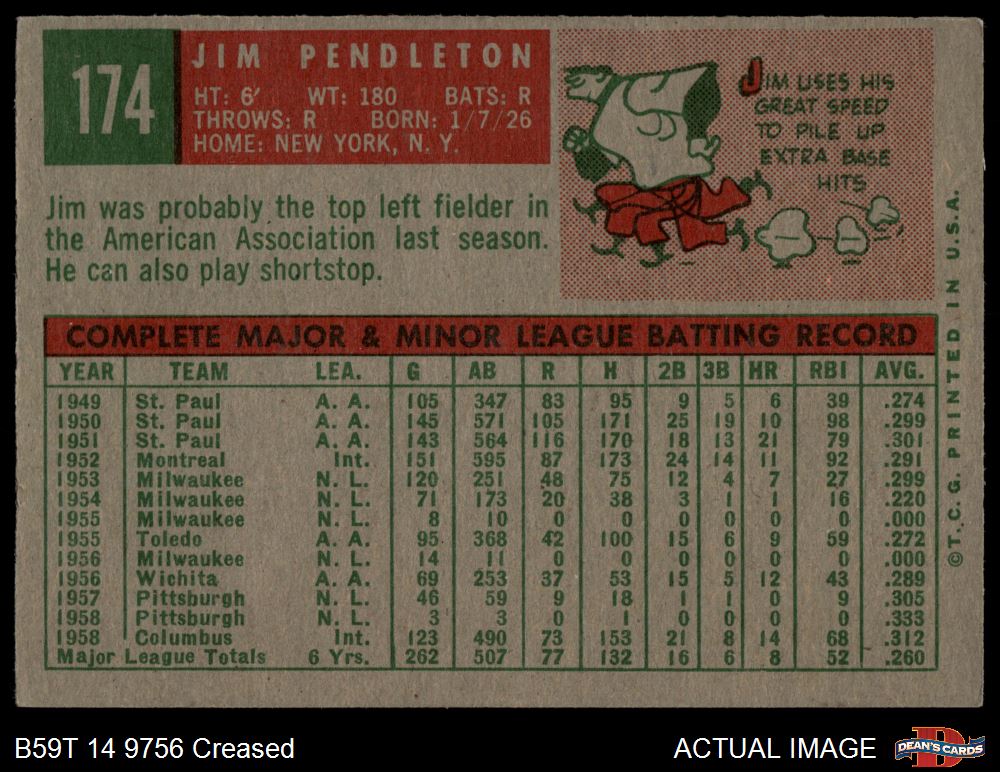 174
JIM PENDLETON
HT: 6' WT: 180 BATS: R
THROWS: R BORN: 1/7/26
HOME: NEW YORK, N. Y.
Jim was probably the top left fielder in
the American Association last season.
He can also play shortstop.
JIM USES HIS
GREAT SPEED
TO PILE UP
EXTRA BASE
HITS
COMPLETE MAJOR & MINOR LEAGUE BATTING RECORD
YEAR TEAM LEA. G AB R H 2B 3B HR RBI AVG.
1949 St. Paul A. A. 105 347 83 95 9 5 6 39 .274
1950 St. Paul A. A. 145 571 105 171 25 19 10 98 .299
1951 St. Paul A. A. 143 564 116 170 18 13 21 79 .301
1952 Montreal Int. 151 595 87 173 24 14 11 92 .291
1953 Milwaukee N. L. 120 251 48 75 12 4 7 27 .299
1954 Milwaukee N. L. 71 173 20 38 3 1 1 16 .220
1955 Milwaukee N. L. 8 10 0 0 0 0 0 0 .000
1955 Toledo A. A. 95 368 42 100 15 6 9 59 .272
1956 Milwaukee N. L. 14 11 0 0 0 0 0 0 .000
1956 Wichita A. A. 69 253 37 53 15 5 12 43 .289
1957 Pittsburgh N. L. 46 59 9 18 1 1 0 9 .305
1958 Pittsburgh N. L. 3 3 0 1 0 0 0 0 .333
1958 Columbus Int. 123 490 73 153 21 8 14 68 .312
Major League Totals 6 Yrs. 262 507 77 132 16 6 8 52 .260
©T.C.G. PRINTED IN U.S.A.
B59T 14 9756 Creased
ACTUAL IMAGE
DEAN'S CARDS